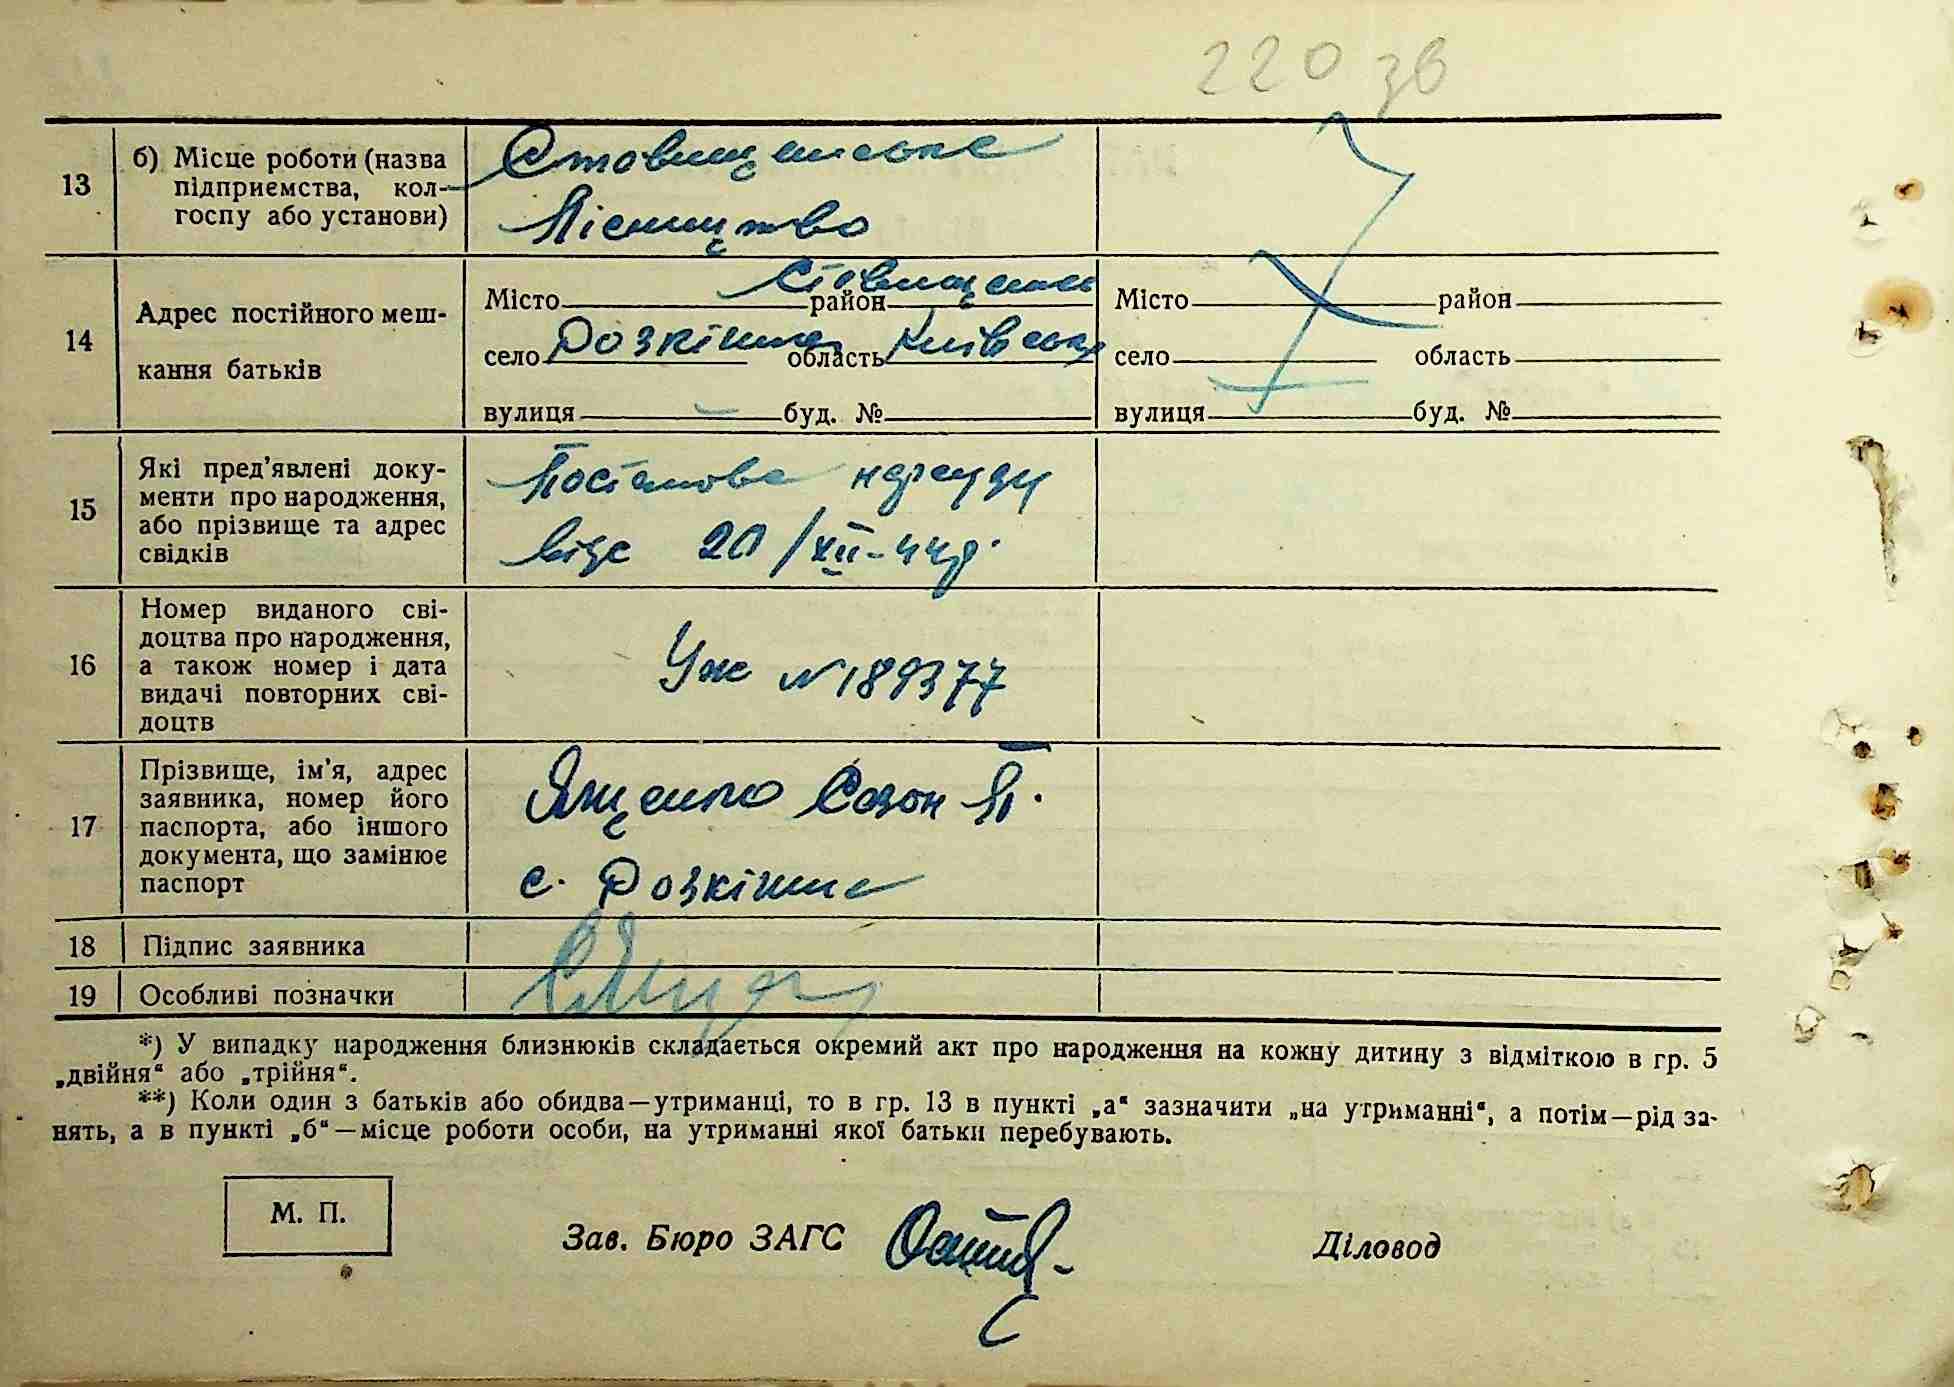 220 зв
13
б) Місце роботи (назва
підприємства, кол-
госпу або установи)
Ставищенське
Лісництво
14
Адрес постійного меш-
кання батьків
Місто район Ставищенськ
село Розкішна область Київська
вулиця — буд. №
Місто район
село область
вулиця буд. №
15
Які пред'явлені доку-
менти про народження,
або прізвище та адрес
свідків
Постанова нарсуду
від 20/XII-44р.
16
Номер виданого сві-
доцтва про народження,
а також номер і дата
видачі повторних сві-
доцтв
Уж №189377
17
Прізвище, ім'я, адрес
заявника, номер його
паспорта, або іншого
документа, що замінює
паспорт
Ященко Созон П.
с. Розкішна
18 Підпис заявника
19 Особливі позначки
*) У випадку народження близнюків складається окремий акт про народження на кожну дитину з відміткою в гр. 5
„двійня“ або „трійня“.
**) Коли один з батьків або обидва—утриманці, то в гр. 13 в пункті „а“ зазначити „на утриманні“, а потім—рід за-
нять, а в пункті „б“—місце роботи особи, на утриманні якої батьки перебувають.
М. П.
Зав. Бюро ЗАГС
Діловод